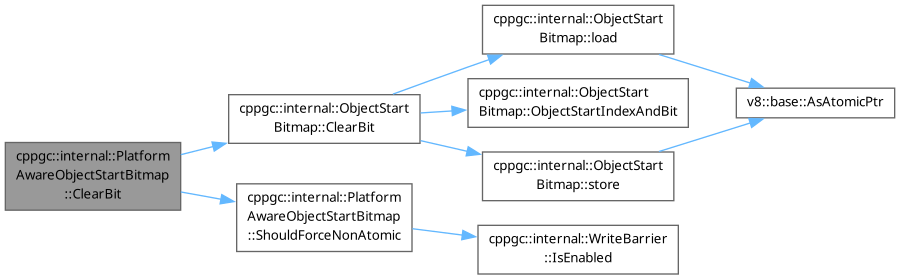 cppgc::internal::Platform
AwareObjectStartBitmap
::ClearBit
cppgc::internal::ObjectStart
Bitmap::ClearBit
cppgc::internal::ObjectStart
Bitmap::load
cppgc::internal::ObjectStart
Bitmap::ObjectStartIndexAndBit
cppgc::internal::ObjectStart
Bitmap::store
v8::base::AsAtomicPtr
cppgc::internal::Platform
AwareObjectStartBitmap
::ShouldForceNonAtomic
cppgc::internal::WriteBarrier
::IsEnabled